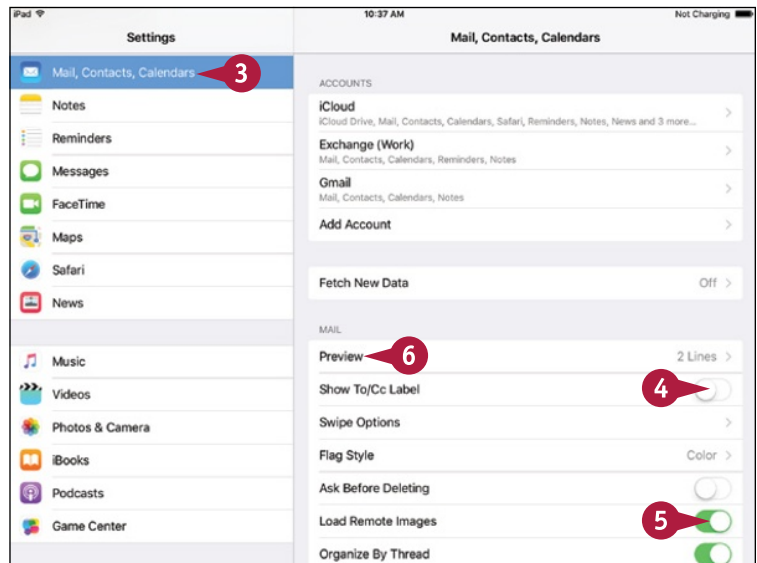 iPad 10:37 AM Not Charging
Settings
Mail, Contacts, Calendars
Mail, Contacts, Calendars 3
Notes
Reminders
Messages
FaceTime
Maps
Safari
News
Music
Videos
Photos & Camera
iBooks
Podcasts
Game Center
ACCOUNTS
iCloud
iCloud Drive, Mail, Contacts, Calendars, Safari, Reminders, Notes, News and 3 more...
Exchange (Work)
Mail, Contacts, Calendars, Reminders, Notes
Gmail
Mail, Contacts, Calendars, Notes
Add Account
Fetch New Data Off
MAIL
Preview 6 2 Lines
Show To/Cc Label 4
Swipe Options
Flag Style Color
Ask Before Deleting
Load Remote Images 5
Organize By Thread